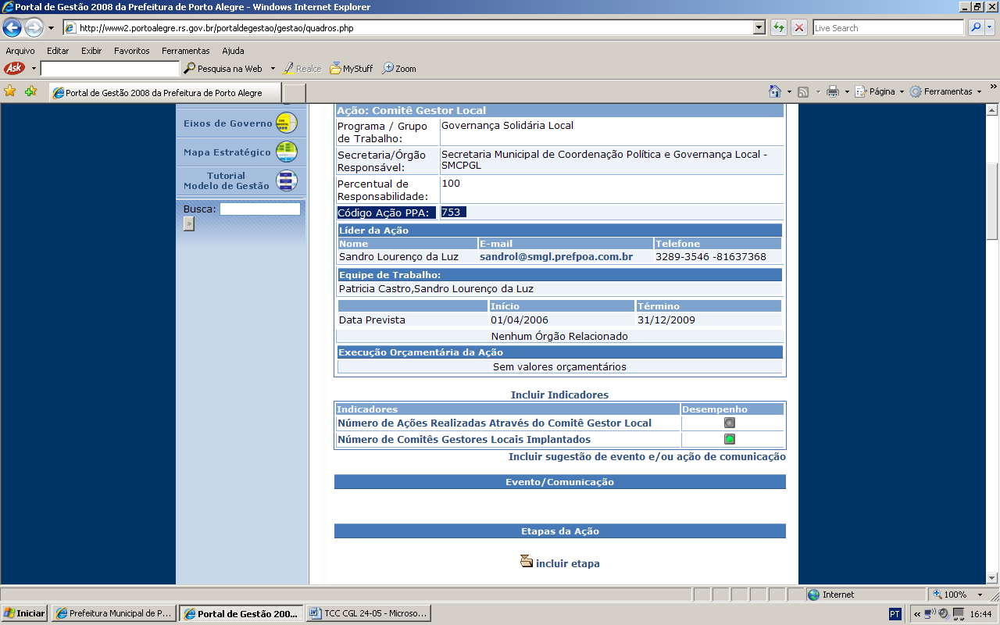 Portal de Gestão 2008 da Prefeitura de Porto Alegre - Windows Internet Explorer
http://www2.portoalegre.rs.gov.br/portaldegestao/gestao/quadros.php
Live Search
Arquivo Editar Exibir Favoritos Ferramentas Ajuda
Ask Pesquisa na Web Realce MyStuff Zoom
Portal de Gestão 2008 da Prefeitura de Porto Alegre
Página Ferramentas »
Eixos de Governo
Mapa Estratégico
Tutorial
Modelo de Gestão
Busca:
»
Ação: Comitê Gestor Local
Programa / Grupo
de Trabalho:
Governança Solidária Local
Secretaria/Órgão
Responsável:
Secretaria Municipal de Coordenação Política e Governança Local -
SMCPGL
Percentual de
Responsabilidade:
100
Código Ação PPA: 753
Líder da Ação
Nome E-mail Telefone
Sandro Lourenço da Luz sandrol@smgl.prefpoa.com.br 3289-3546 -81637368
Equipe de Trabalho:
Patricia Castro,Sandro Lourenço da Luz
Início Término
Data Prevista 01/04/2006 31/12/2009
Nenhum Órgão Relacionado
Execução Orçamentária da Ação
Sem valores orçamentários
Incluir Indicadores
Indicadores Desempenho
Número de Ações Realizadas Através do Comitê Gestor Local
Número de Comitês Gestores Locais Implantados
Incluir sugestão de evento e/ou ação de comunicação
Evento/Comunicação
Etapas da Ação
incluir etapa
Internet 100%
Iniciar Prefeitura Municipal de P... Portal de Gestão 200... TCC CGL 24-05 - Microso... PT « 16:44